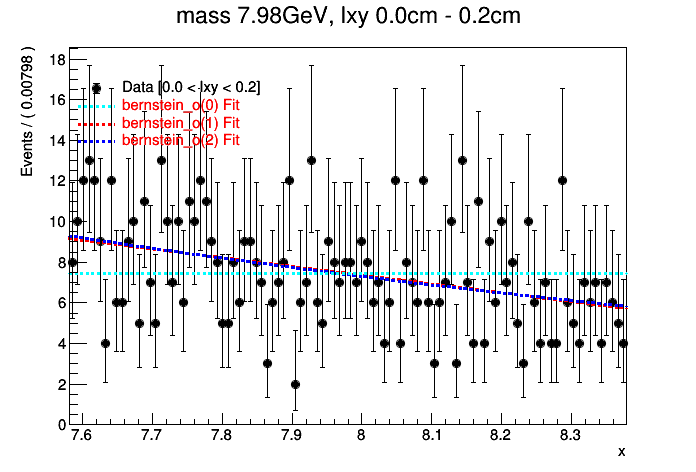 mass 7.98GeV, lxy 0.0cm - 0.2cm
Events / ( 0.00798 )
18
16
14
12
10
8
6
4
2
0
Data [0.0 < lxy < 0.2]
bernstein_o(0) Fit
bernstein_o(1) Fit
bernstein_o(2) Fit
7.6 7.7 7.8 7.9 8 8.1 8.2 8.3
x